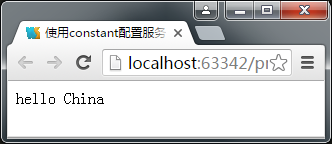 使用constant配置服务
localhost:63342/pr
hello China